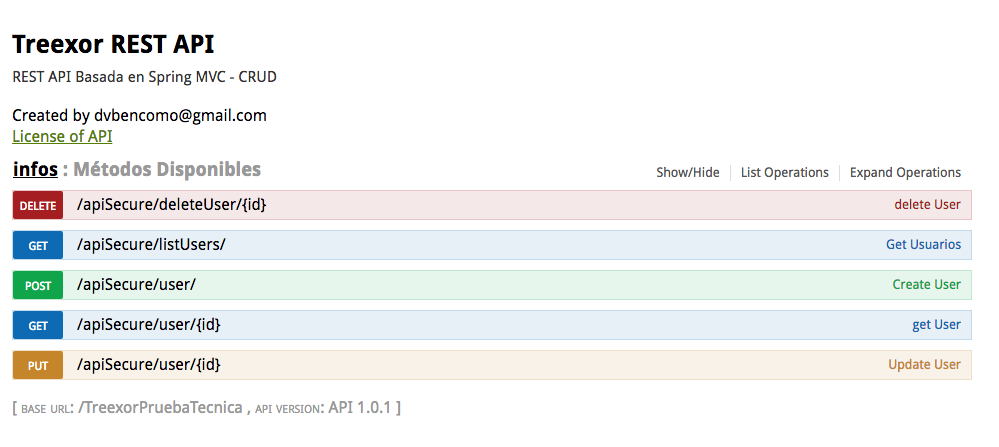 Treexor REST API
REST API Basada en Spring MVC - CRUD
Created by dvbencomo@gmail.com
License of API
infos : Métodos Disponibles Show/Hide List Operations Expand Operations
DELETE /apiSecure/deleteUser/{id} delete User
GET /apiSecure/listUsers/ Get Usuarios
POST /apiSecure/user/ Create User
GET /apiSecure/user/{id} get User
PUT /apiSecure/user/{id} Update User
[ BASE URL: /TreexorPruebaTecnica , API VERSION: API 1.0.1 ]